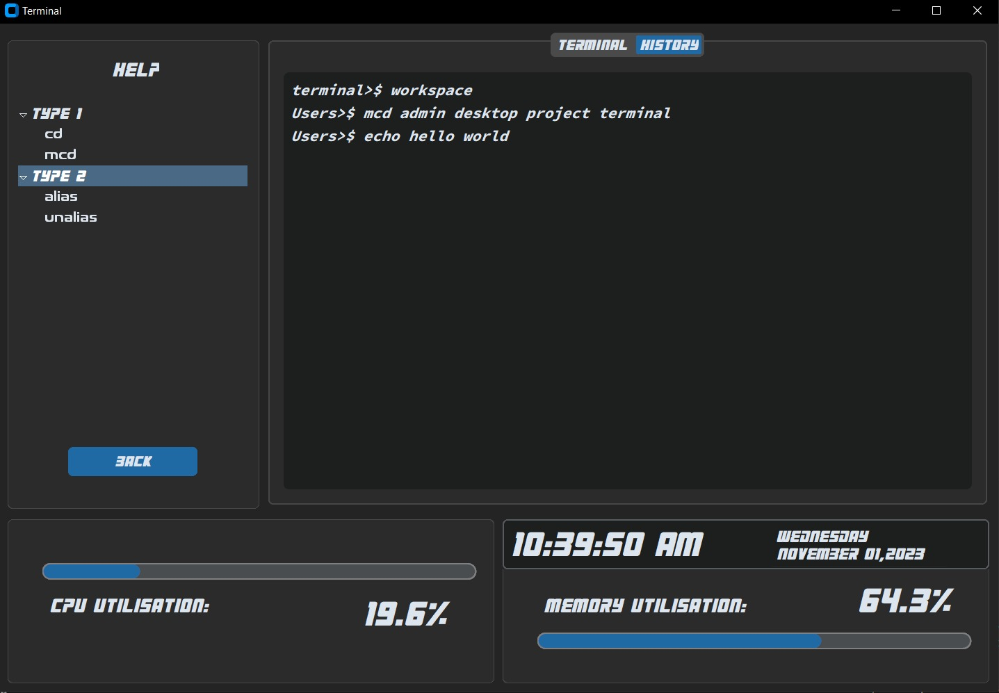 Terminal
TERMINAL HISTORY
HELP
TYPE 1
cd
mcd
TYPE 2
alias
unalias
BACK
terminal>$ workspace
Users>$ mcd admin desktop project terminal
Users>$ echo hello world
CPU UTILISATION:
19.6%
10:39:50 AM
WEDNESDAY
NOVEMBER 01,2023
MEMORY UTILISATION:
64.3%